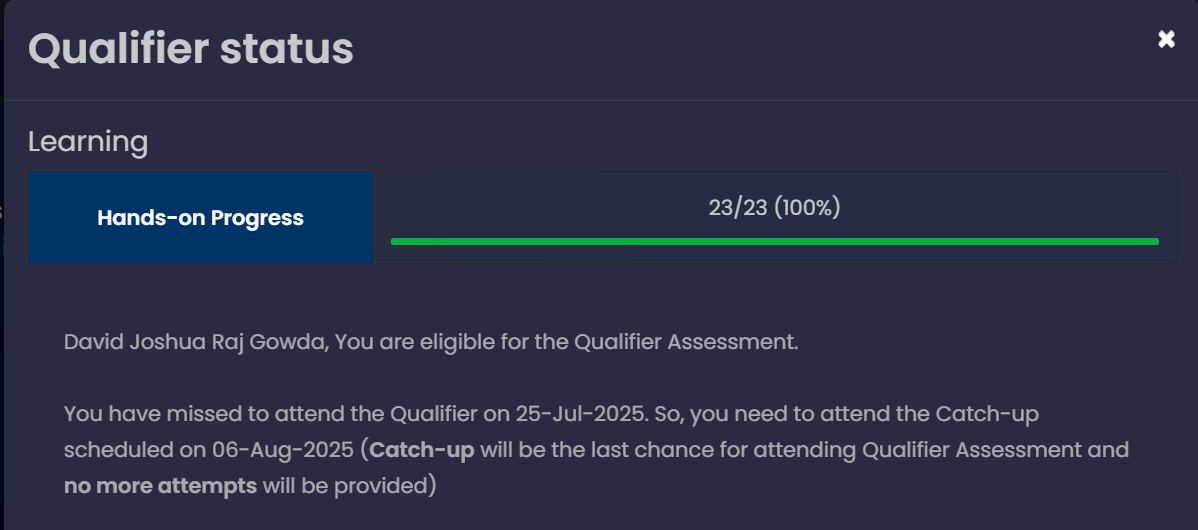 Qualifier status
Learning
Hands-on Progress
23/23 (100%)
David Joshua Raj Gowda, You are eligible for the Qualifier Assessment.
You have missed to attend the Qualifier on 25-Jul-2025. So, you need to attend the Catch-up
scheduled on 06-Aug-2025 (Catch-up will be the last chance for attending Qualifier Assessment and
no more attempts will be provided)